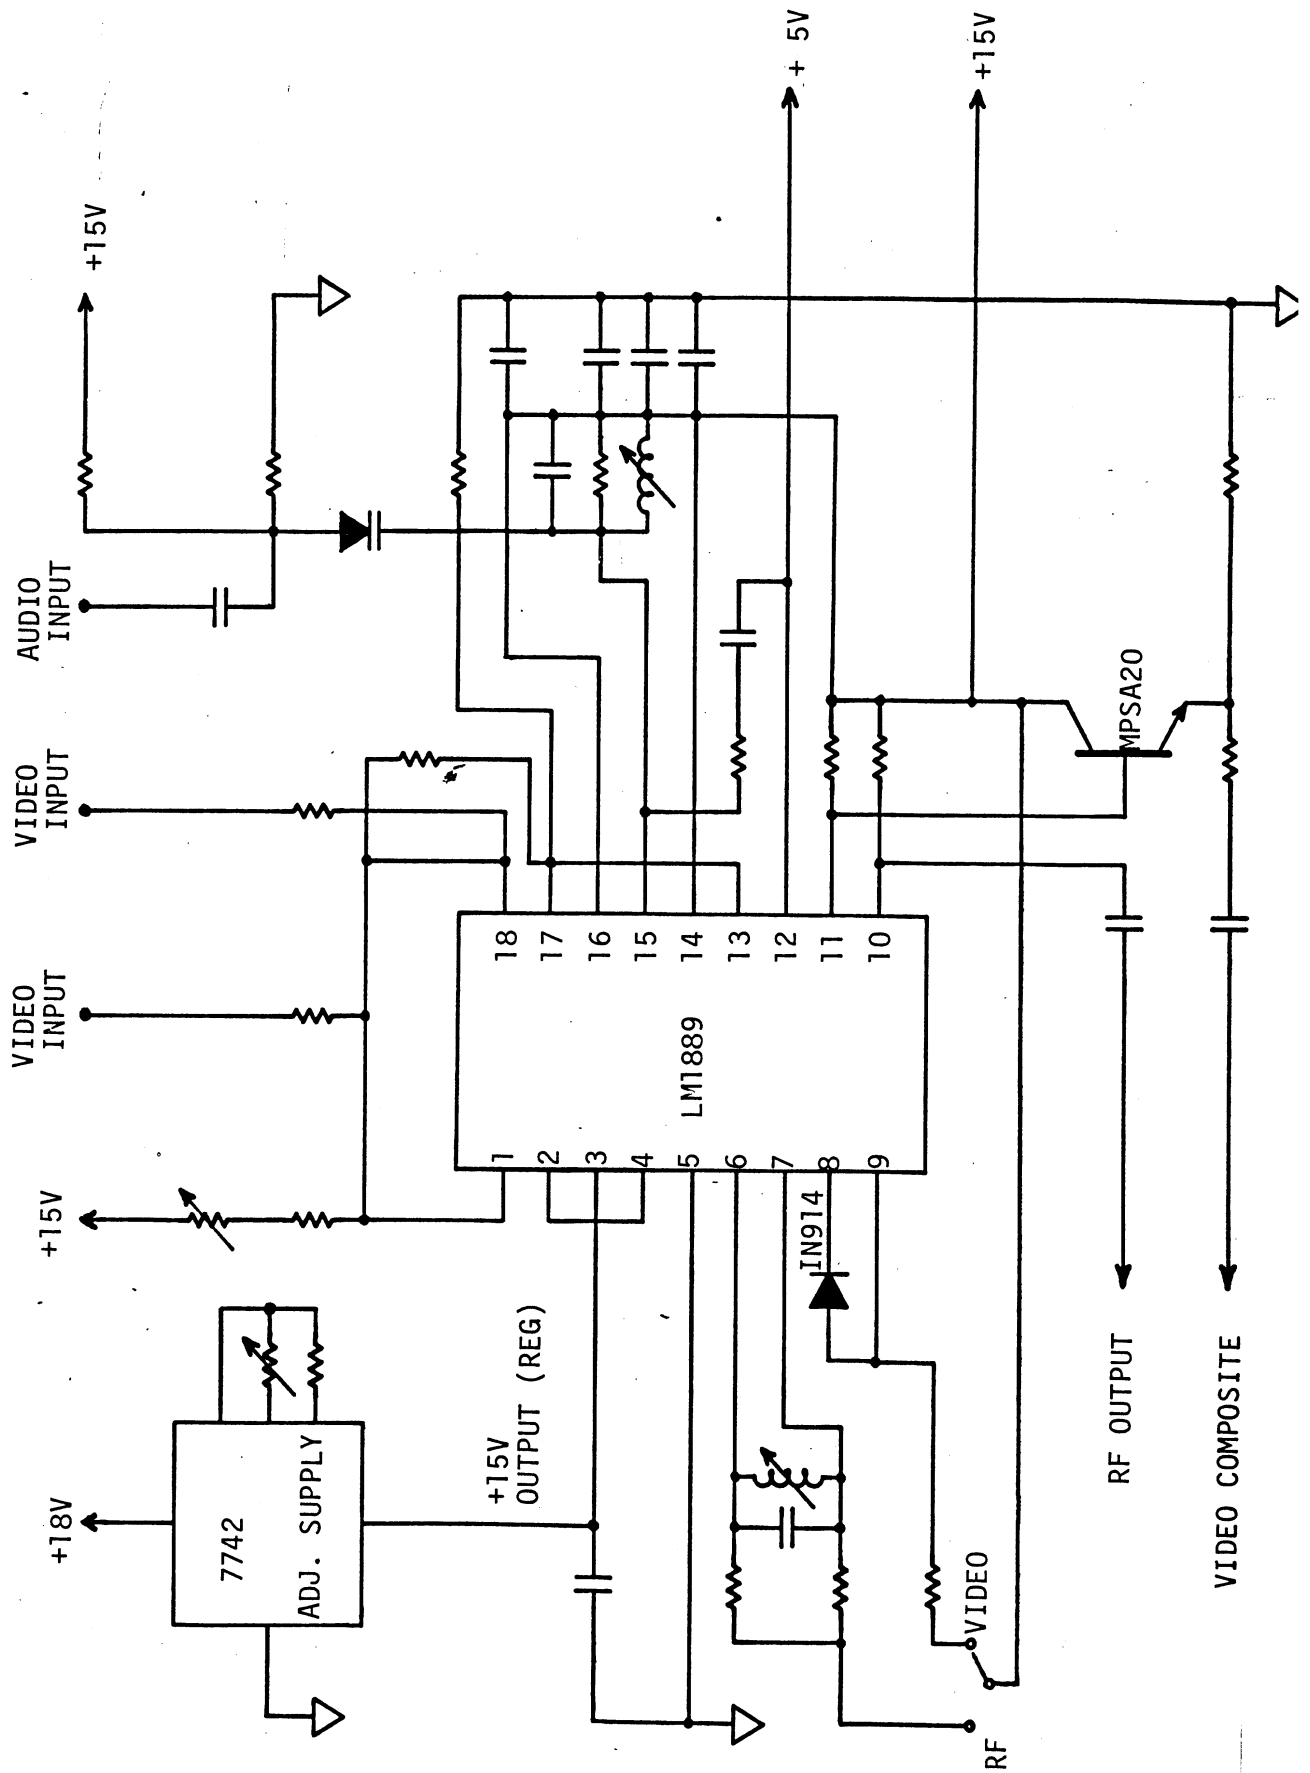 +18V
7742
ADJ. SUPPLY
+15V
OUTPUT (REG)
+15V
VIDEO
INPUT
VIDEO
INPUT
AUDIO
INPUT
+15V
1
2
3
4
5
6
7
8
9
LM1889
18
17
16
15
14
13
12
11
10
IN914
+ 5V
+15V
MPSA20
RF
VIDEO
RF OUTPUT
VIDEO COMPOSITE